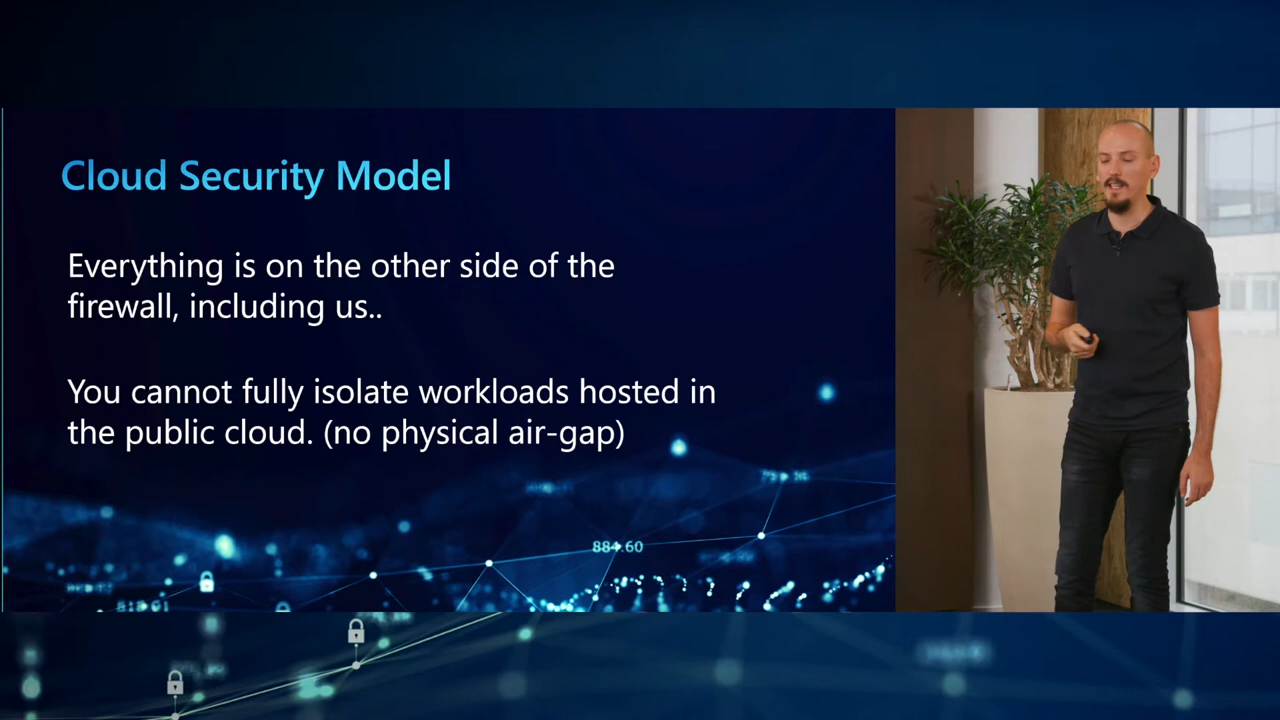 Cloud Security Model
Everything is on the other side of the
firewall, including us..
You cannot fully isolate workloads hosted in
the public cloud. (no physical air-gap)
884.60